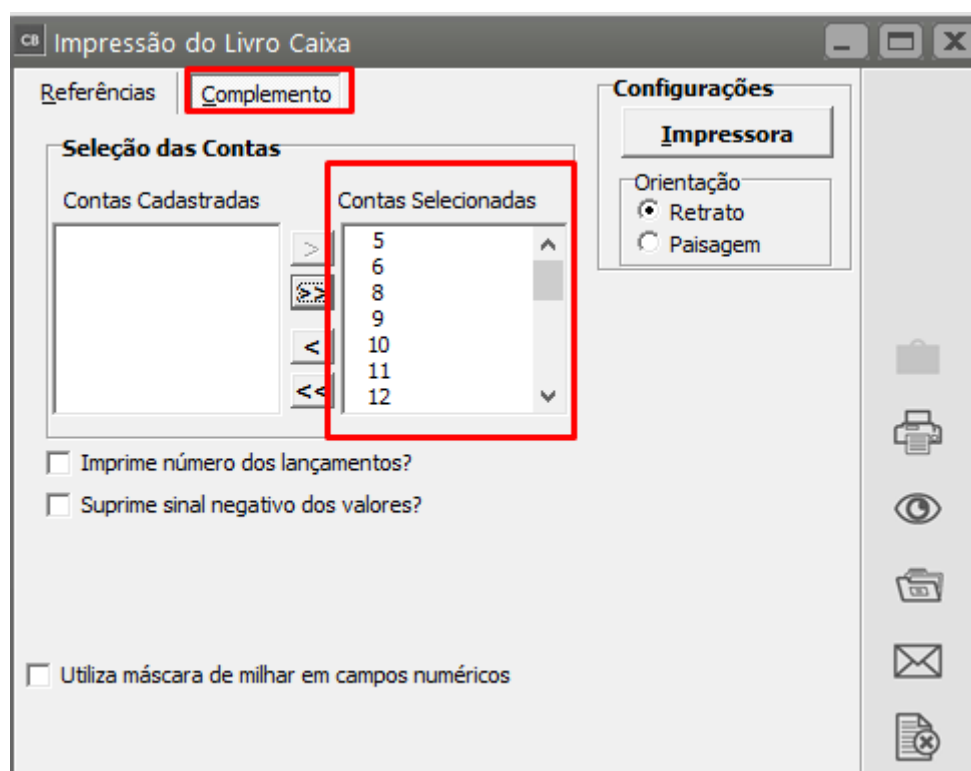 CB Impressão do Livro Caixa
Referências
Complemento
Seleção das Contas
Contas Cadastradas
Contas Selecionadas
>
>>
<
<<
5
6
8
9
10
11
12
Imprime número dos lançamentos?
Suprime sinal negativo dos valores?
Utiliza máscara de milhar em campos numéricos
Configurações
Impressora
Orientação
Retrato
Paisagem